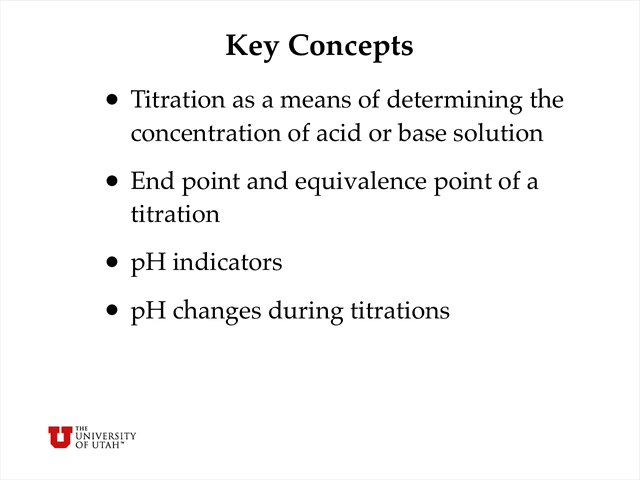 Key Concepts
• Titration as a means of determining the
concentration of acid or base solution
• End point and equivalence point of a
titration
• pH indicators
• pH changes during titrations
U THE
UNIVERSITY
OF UTAH™